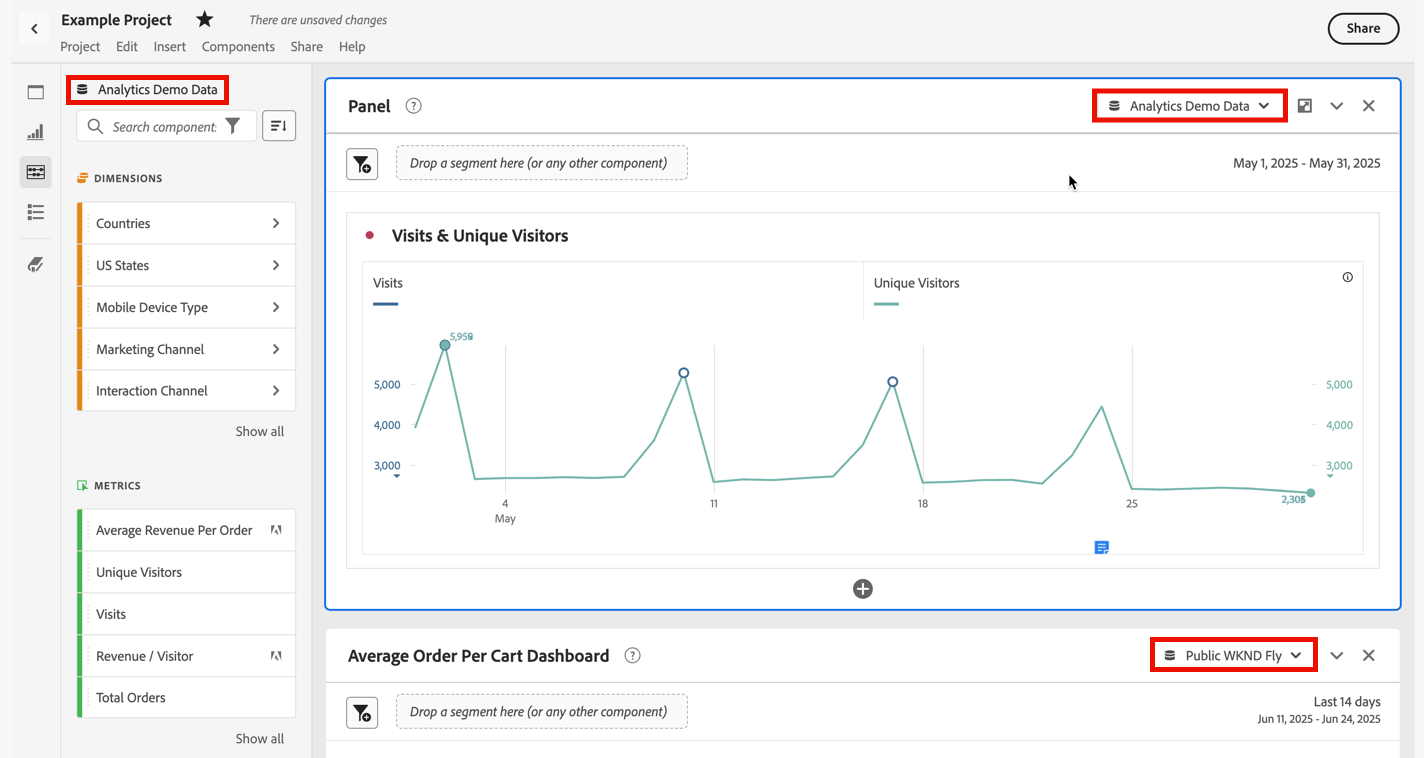 Example Project
There are unsaved changes
Share
Project Edit Insert Components Share Help
Analytics Demo Data
Search component
DIMENSIONS
Countries
US States
Mobile Device Type
Marketing Channel
Interaction Channel
Show all
METRICS
Average Revenue Per Order
Unique Visitors
Visits
Revenue / Visitor
Total Orders
Show all
Panel ?
Analytics Demo Data
Drop a segment here (or any other component)
May 1, 2025 - May 31, 2025
Visits & Unique Visitors
Visits
Unique Visitors
5,000
4,000
3,000
5,000
4,000
3,000
4
May
11
18
25
Average Order Per Cart Dashboard ?
Public WKND Fly
Drop a segment here (or any other component)
Last 14 days
Jun 11, 2025 - Jun 24, 2025